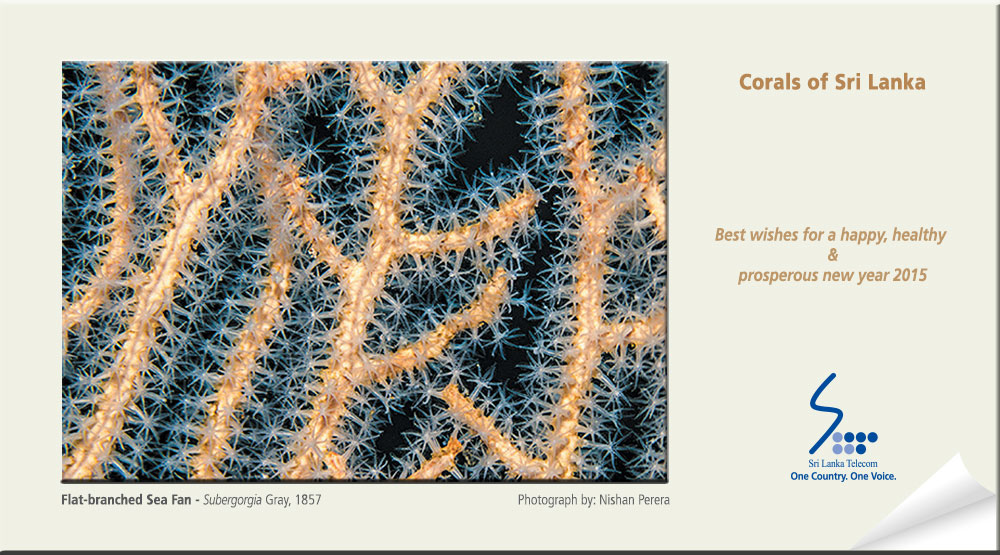 Corals of Sri Lanka
Best wishes for a happy, healthy
&
prosperous new year 2015
Sri Lanka Telecom
One Country. One Voice.
Flat-branched Sea Fan - Subergorgia Gray, 1857
Photograph by: Nishan Perera